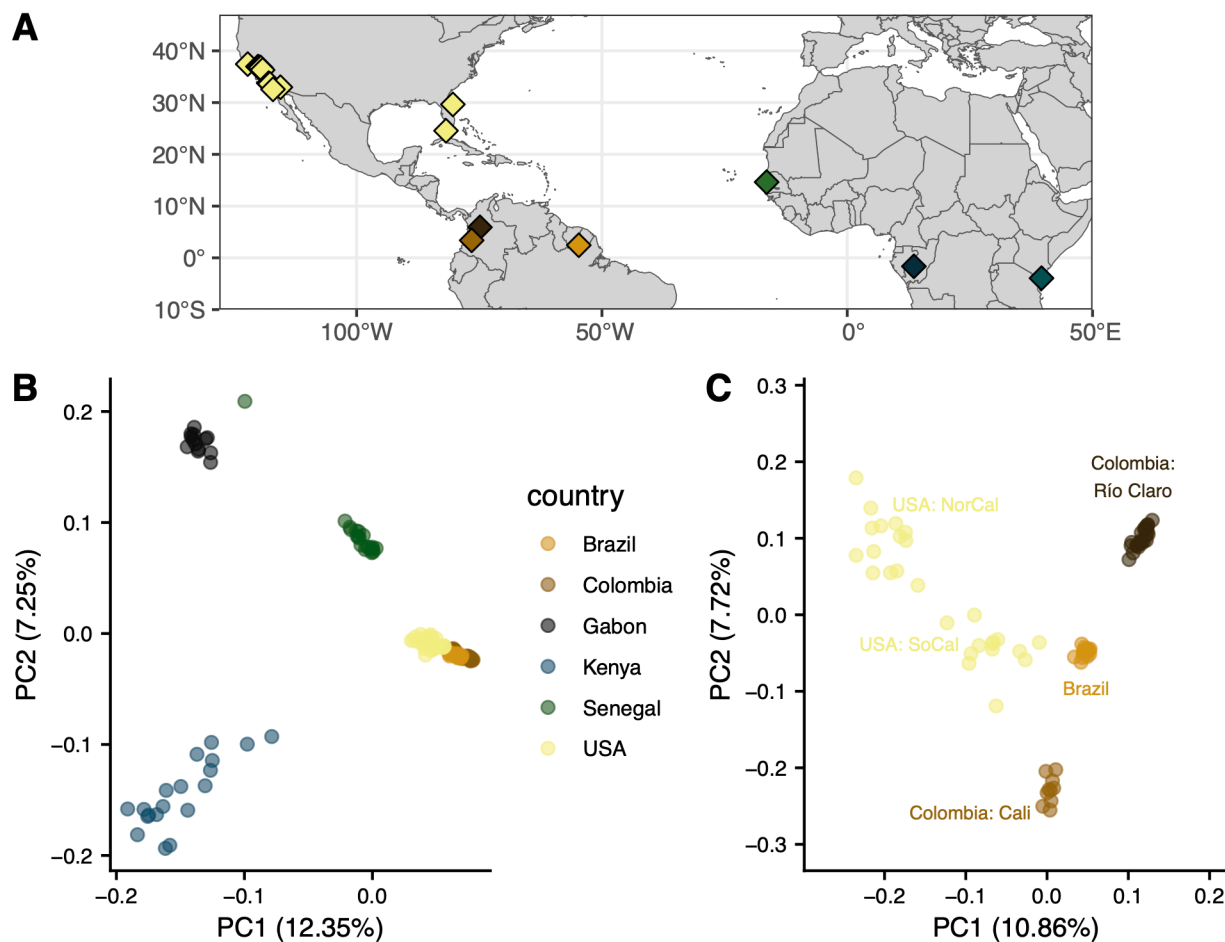 A
40°N
30°N
20°N
10°N
0°
10°S
100°W
50°W
0°
50°E
B
PC2 (7.25%)
0.2
0.1
0.0
−0.1
−0.2
−0.2
−0.1
0.0
PC1 (12.35%)
country
Brazil
Colombia
Gabon
Kenya
Senegal
USA
C
PC2 (7.72%)
0.3
0.2
0.1
0.0
−0.1
−0.2
−0.3
Colombia:
Río Claro
USA: NorCal
USA: SoCal
Brazil
Colombia: Cali
−0.2
−0.1
0.0
0.1
0.2
PC1 (10.86%)